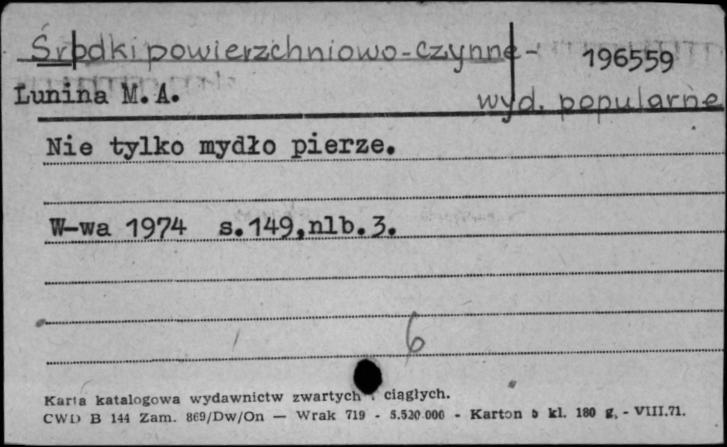 Środki powierzchniowo-czynne -
196559
Lunina M. A.
wyd. popularne
Nie tylko mydło pierze.
W-wa 1974 s.149,nlb.3.
6
Karta katalogowa wydawnictw zwartych i ciągłych.
CWD B 144 Zam. 869/Dw/On — Wrak 719 - 5.520.000 - Karton b kl. 180 g. - VIII.71.